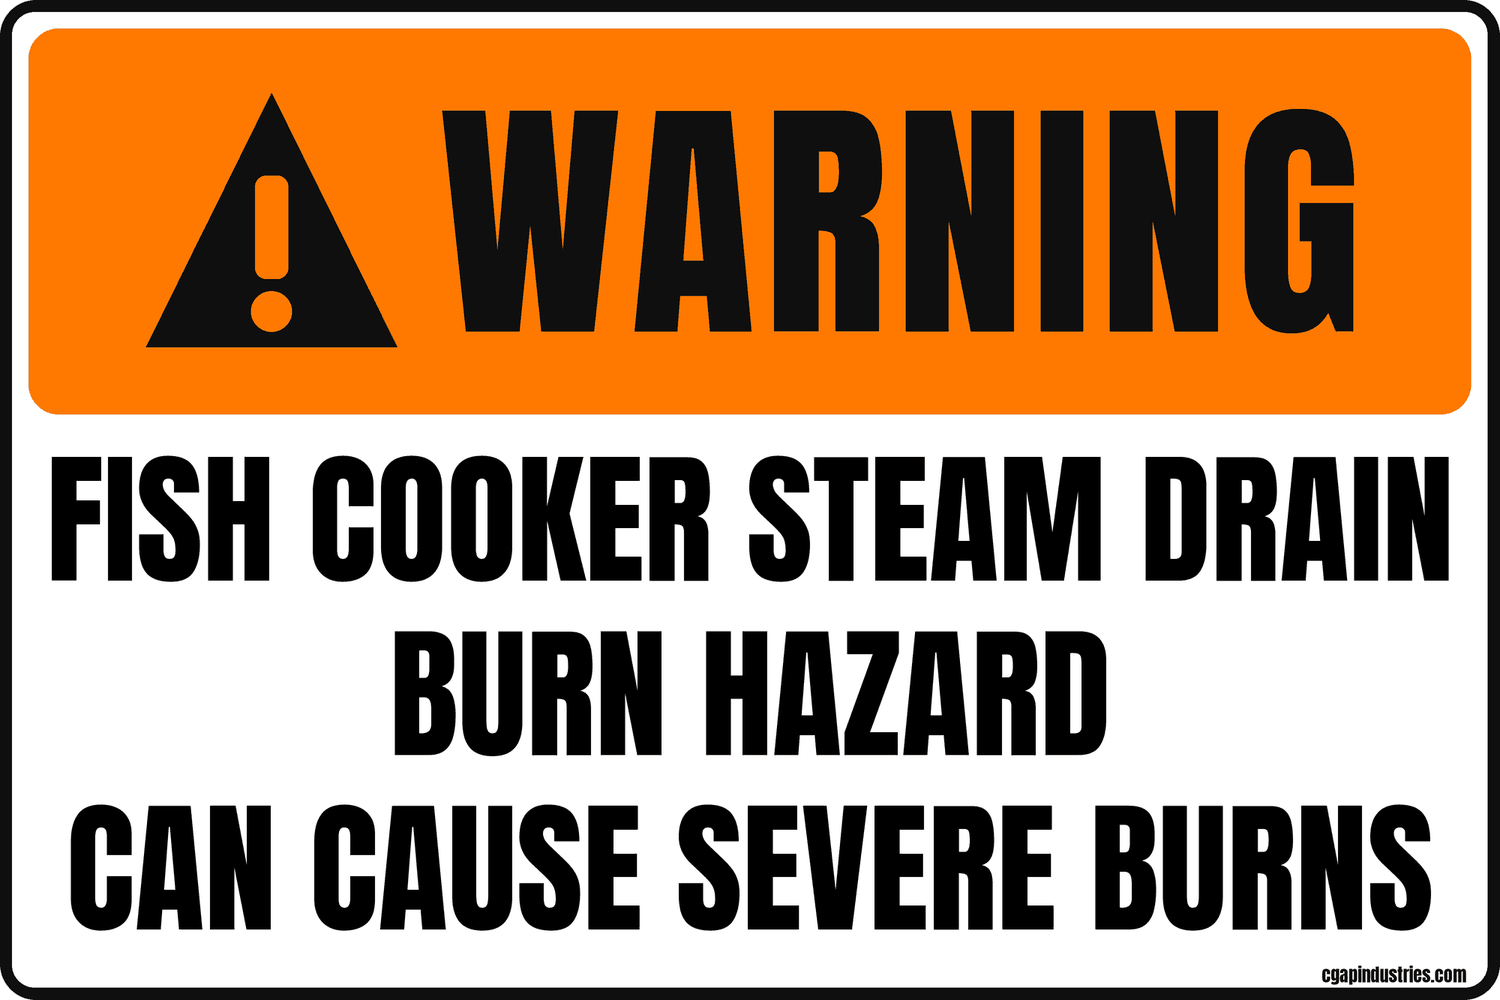 WARNING
FISH COOKER STEAM DRAIN
BURN HAZARD
CAN CAUSE SEVERE BURNS
cgapindustries.com